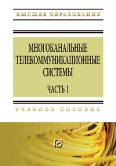 ВЫСШЕЕ ОБРАЗОВАНИЕ
МНОГОКАНАЛЬНЫЕ
ТЕЛЕКОММУНИКАЦИОННЫЕ
СИСТЕМЫ
ЧАСТЬ 1
УЧЕБНОЕ ПОСОБИЕ